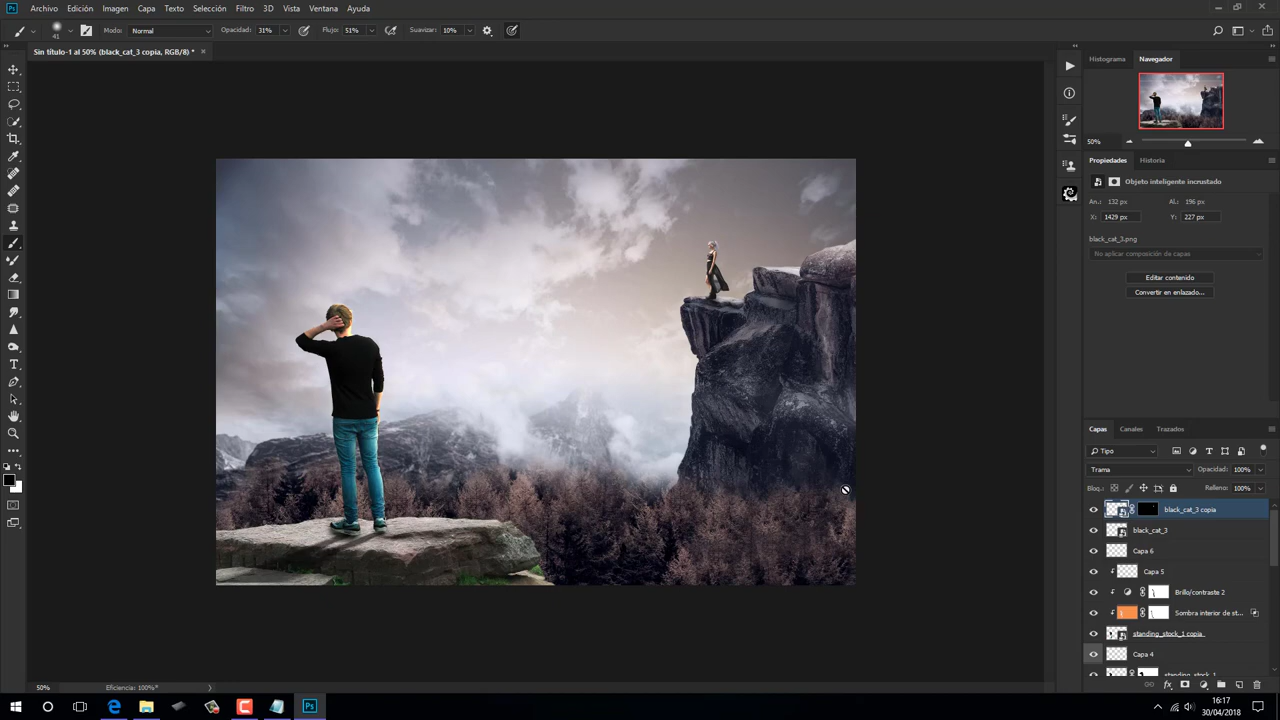 Ps Archivo Edición Imagen Capa Texto Selección Filtro 3D Vista Ventana Ayuda
41 Modo: Normal Opacidad: 31% Flujo: 51% Suavizar: 10%
Sin título-1 al 50% (black_cat_3 copia, RGB/8) * ×
Histograma Navegador
50%
Propiedades Historia
Objeto inteligente incrustado
An.: 132 px Al.: 196 px
X: 1429 px Y: 227 px
black_cat_3.png
No aplicar composición de capas
Editar contenido
Convertir en enlazado...
Capas Canales Trazados
Tipo
Trama Opacidad: 100%
Bloq.: Relleno: 100%
black_cat_3 copia
black_cat_3
Capa 6
Capa 5
Brillo/contraste 2
Sombra interior de st...
standing_stock_1 copia
Capa 4
standing_stock_1
fx
50% Eficiencia: 100%*
Ps
16:17
30/04/2018